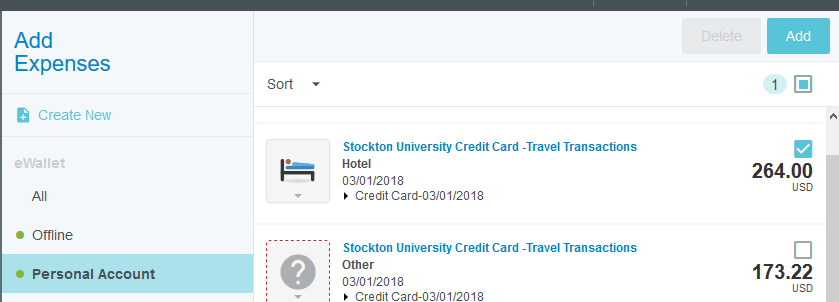 Add
Expenses
Create New
eWallet
All
Offline
Personal Account
Delete
Add
Sort
1
Stockton University Credit Card -Travel Transactions
Hotel
03/01/2018
Credit Card-03/01/2018
264.00
USD
?
Stockton University Credit Card -Travel Transactions
Other
03/01/2018
Credit Card-03/01/2018
173.22
USD